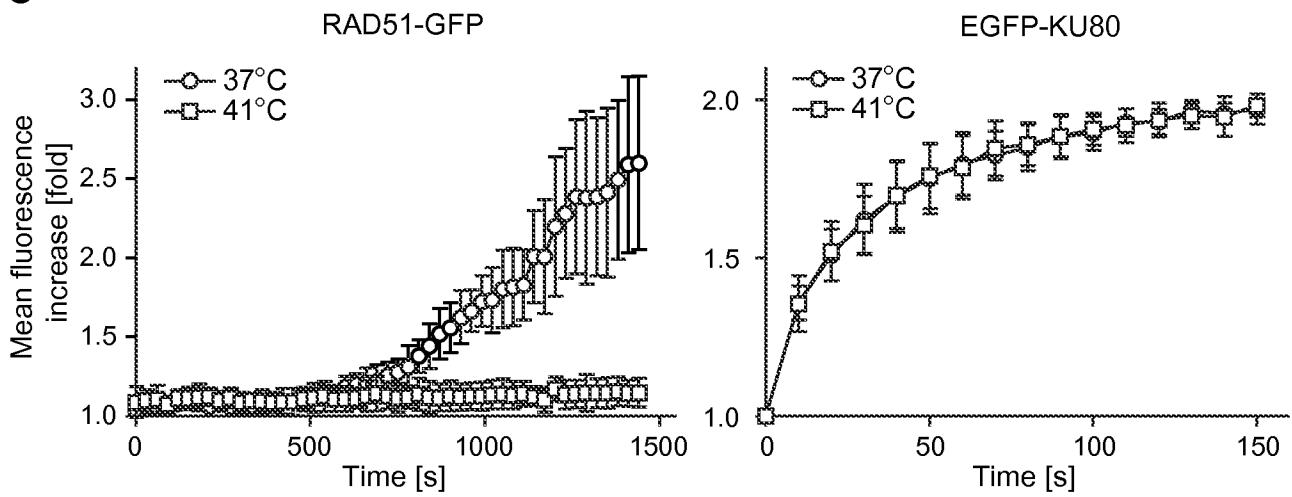 RAD51-GFP
37°C
41°C
Mean fluorescence
increase [fold]
3.0
2.5
2.0
1.5
1.0
0
500
1000
1500
Time [s]
EGFP-KU80
37°C
41°C
2.0
1.5
1.0
0
50
100
150
Time [s]